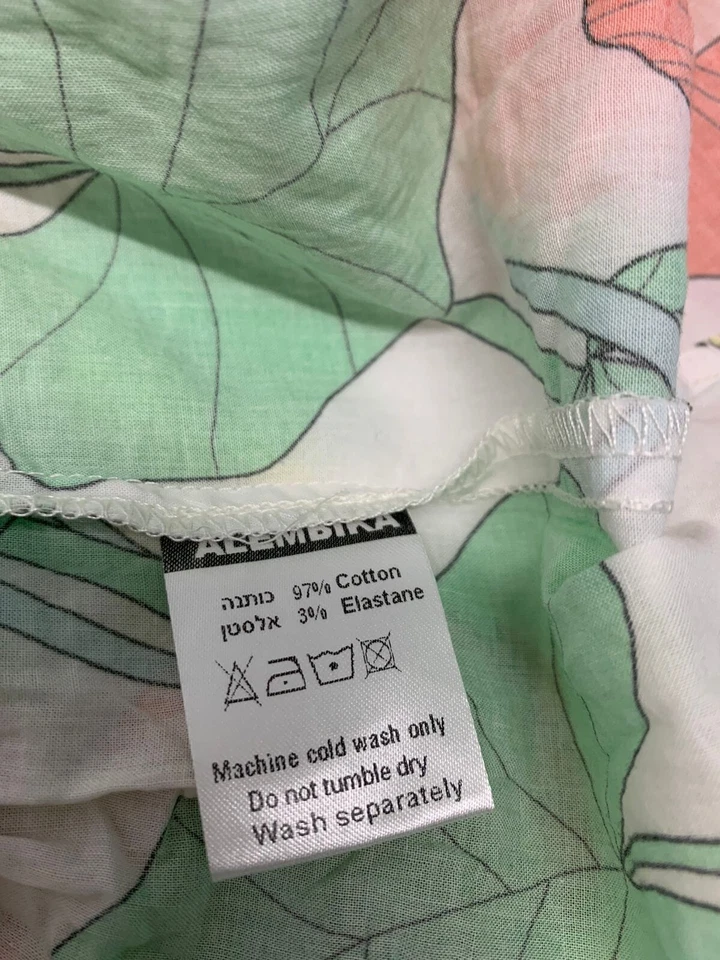 ALEMBIKA
כותנה 97% Cotton
אלסטן 3% Elastane
Machine cold wash only
Do not tumble dry
Wash separately